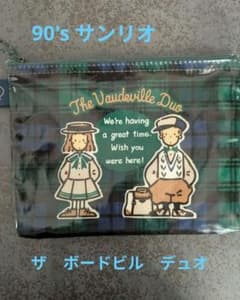 90's サンリオ
The Vaudeville Duo
We're having
a great time.
Wish you
were here!
ザ　ボードビル　デュオ